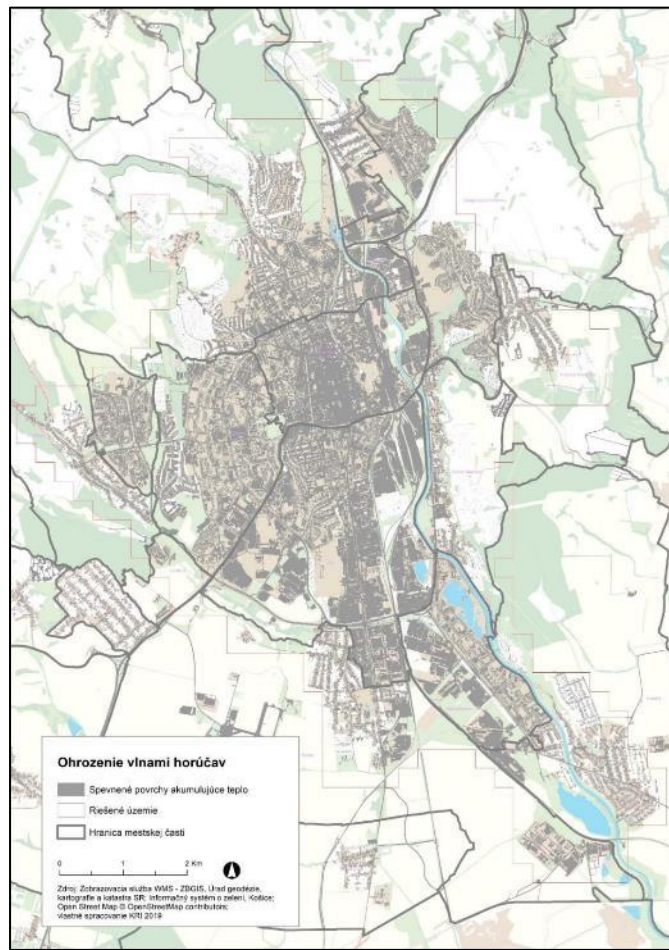 Ohrozenie vlnami horúčav
Spevnené povrchy akumulujúce teplo
Riešené územie
Hranica mestskej časti
0 1 2 Km
Zdroj: Zobrazovacia služba WMS - ZBGIS, Úrad geodézie,
kartografie a katastra SR; Informačný systém o zeleni, Košice;
Open Street Map © OpenStreetMap contributors;
vlastné spracovanie KRI 2019